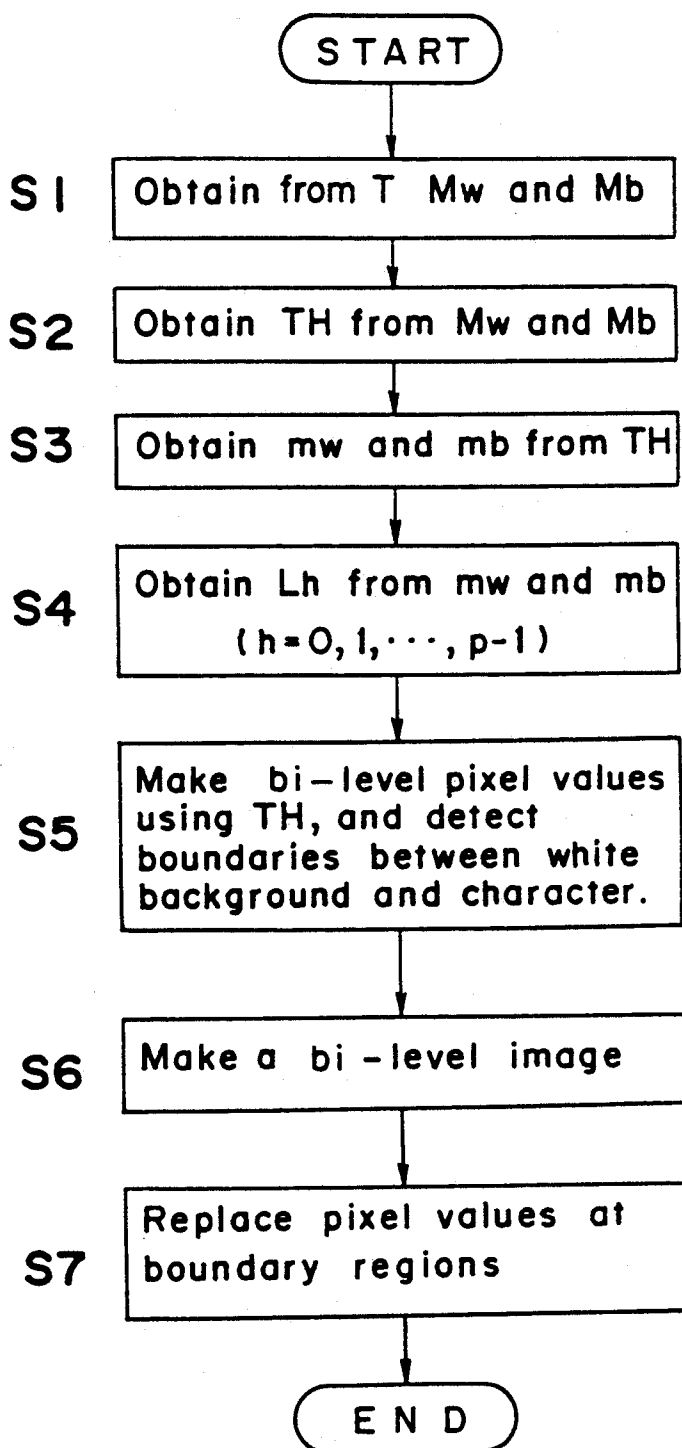 START
S1 Obtain from T Mw and Mb
S2 Obtain TH from Mw and Mb
S3 Obtain mw and mb from TH
S4 Obtain Lh from mw and mb
(h=0,1,···,p-1)
S5 Make bi-level pixel values
using TH, and detect
boundaries between white
background and character.
S6 Make a bi-level image
S7 Replace pixel values at
boundary regions
END